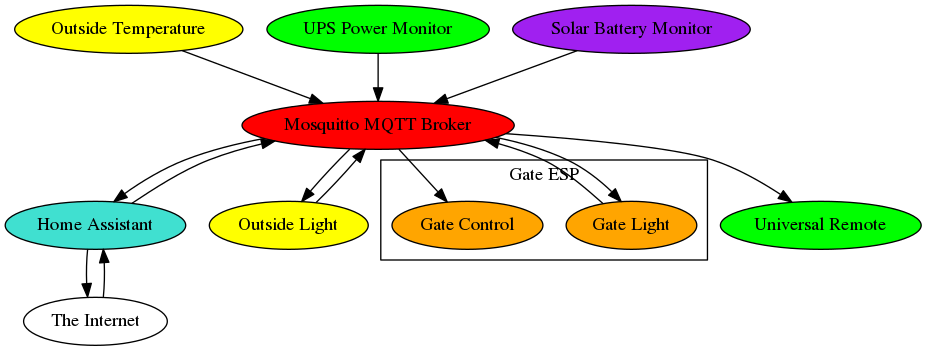 Outside Temperature
UPS Power Monitor
Solar Battery Monitor
Mosquitto MQTT Broker
Gate ESP
Home Assistant
Outside Light
Gate Control
Gate Light
Universal Remote
The Internet